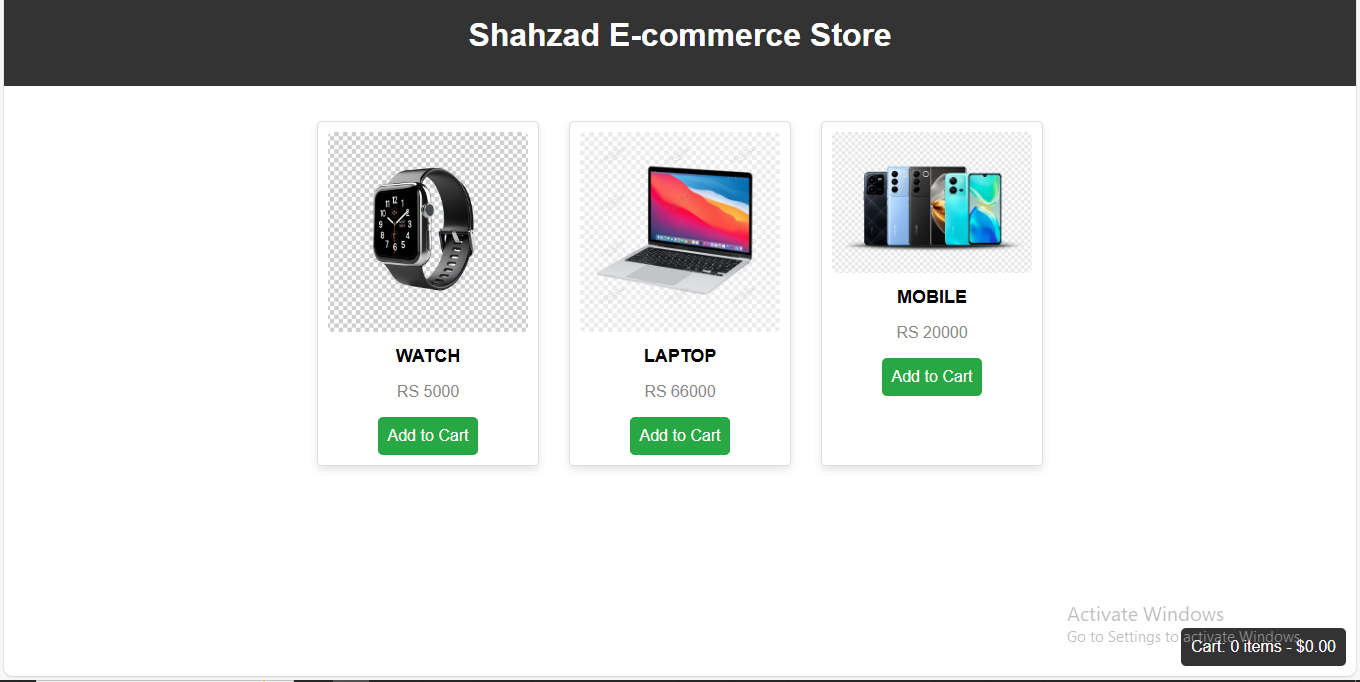 Shahzad E-commerce Store
WATCH
RS 5000
Add to Cart
LAPTOP
RS 66000
Add to Cart
MOBILE
RS 20000
Add to Cart
Activate Windows
Go to Settings to activate Windows.
Cart: 0 items - $0.00